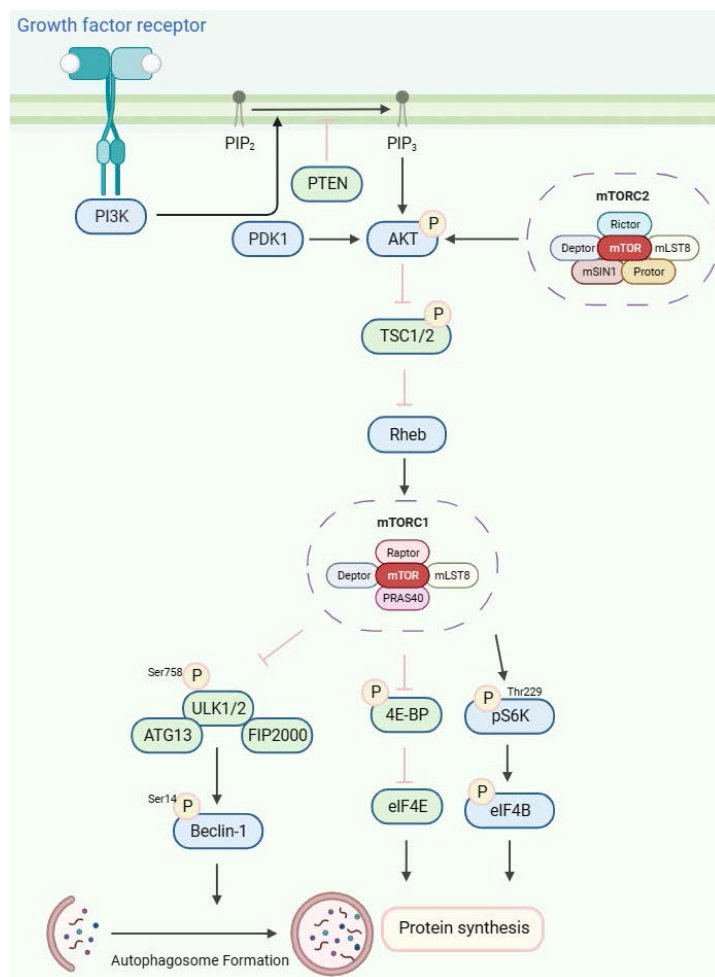 Growth factor receptor
PIP₂
PIP₃
PTEN
PI3K
PDK1
AKT
P
mTORC2
Rictor
Deptor
mTOR
mLST8
mSIN1
Protor
P
TSC1/2
Rheb
mTORC1
Raptor
Deptor
mTOR
mLST8
PRAS40
Ser758
P
ULK1/2
ATG13
FIP2000
P
4E-BP
P
Thr229
pS6K
Ser14
P
Beclin-1
eIF4E
P
eIF4B
Autophagosome Formation
Protein synthesis